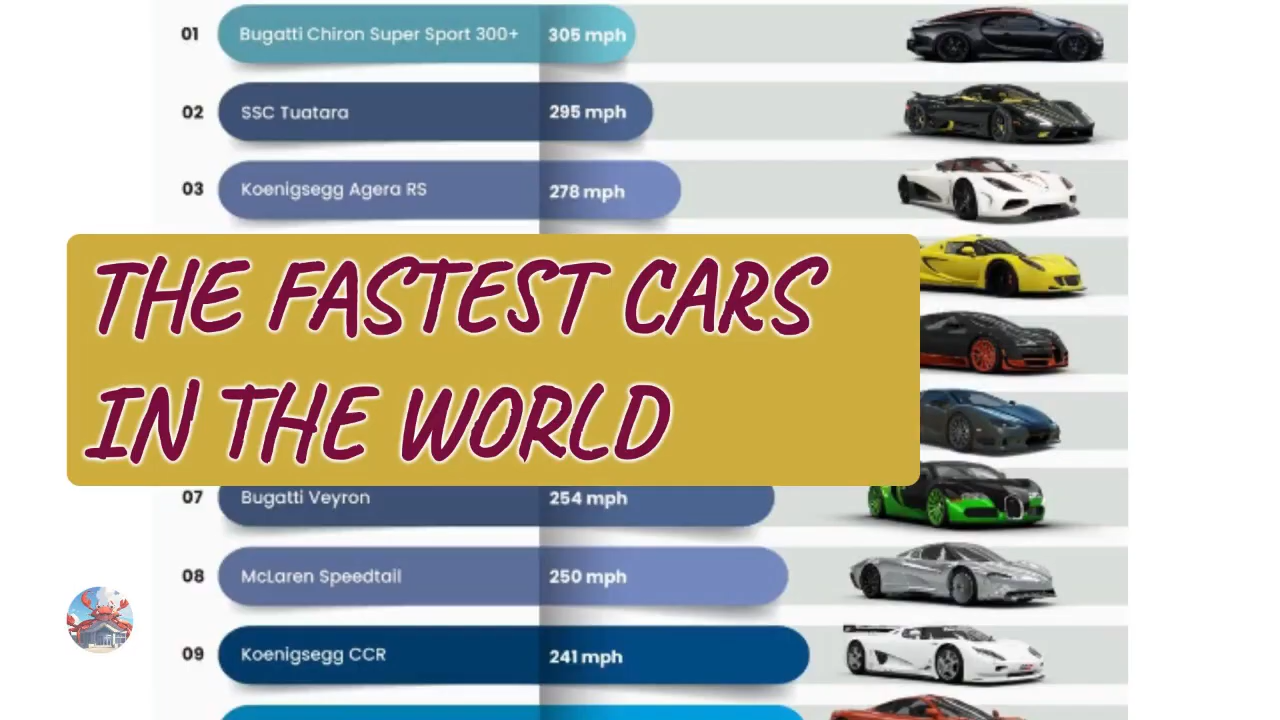 01 Bugatti Chiron Super Sport 300+ 305 mph
02 SSC Tuatara 295 mph
03 Koenigsegg Agera RS 278 mph
THE FASTEST CARS
IN THE WORLD
07 Bugatti Veyron 254 mph
08 McLaren Speedtail 250 mph
09 Koenigsegg CCR 241 mph